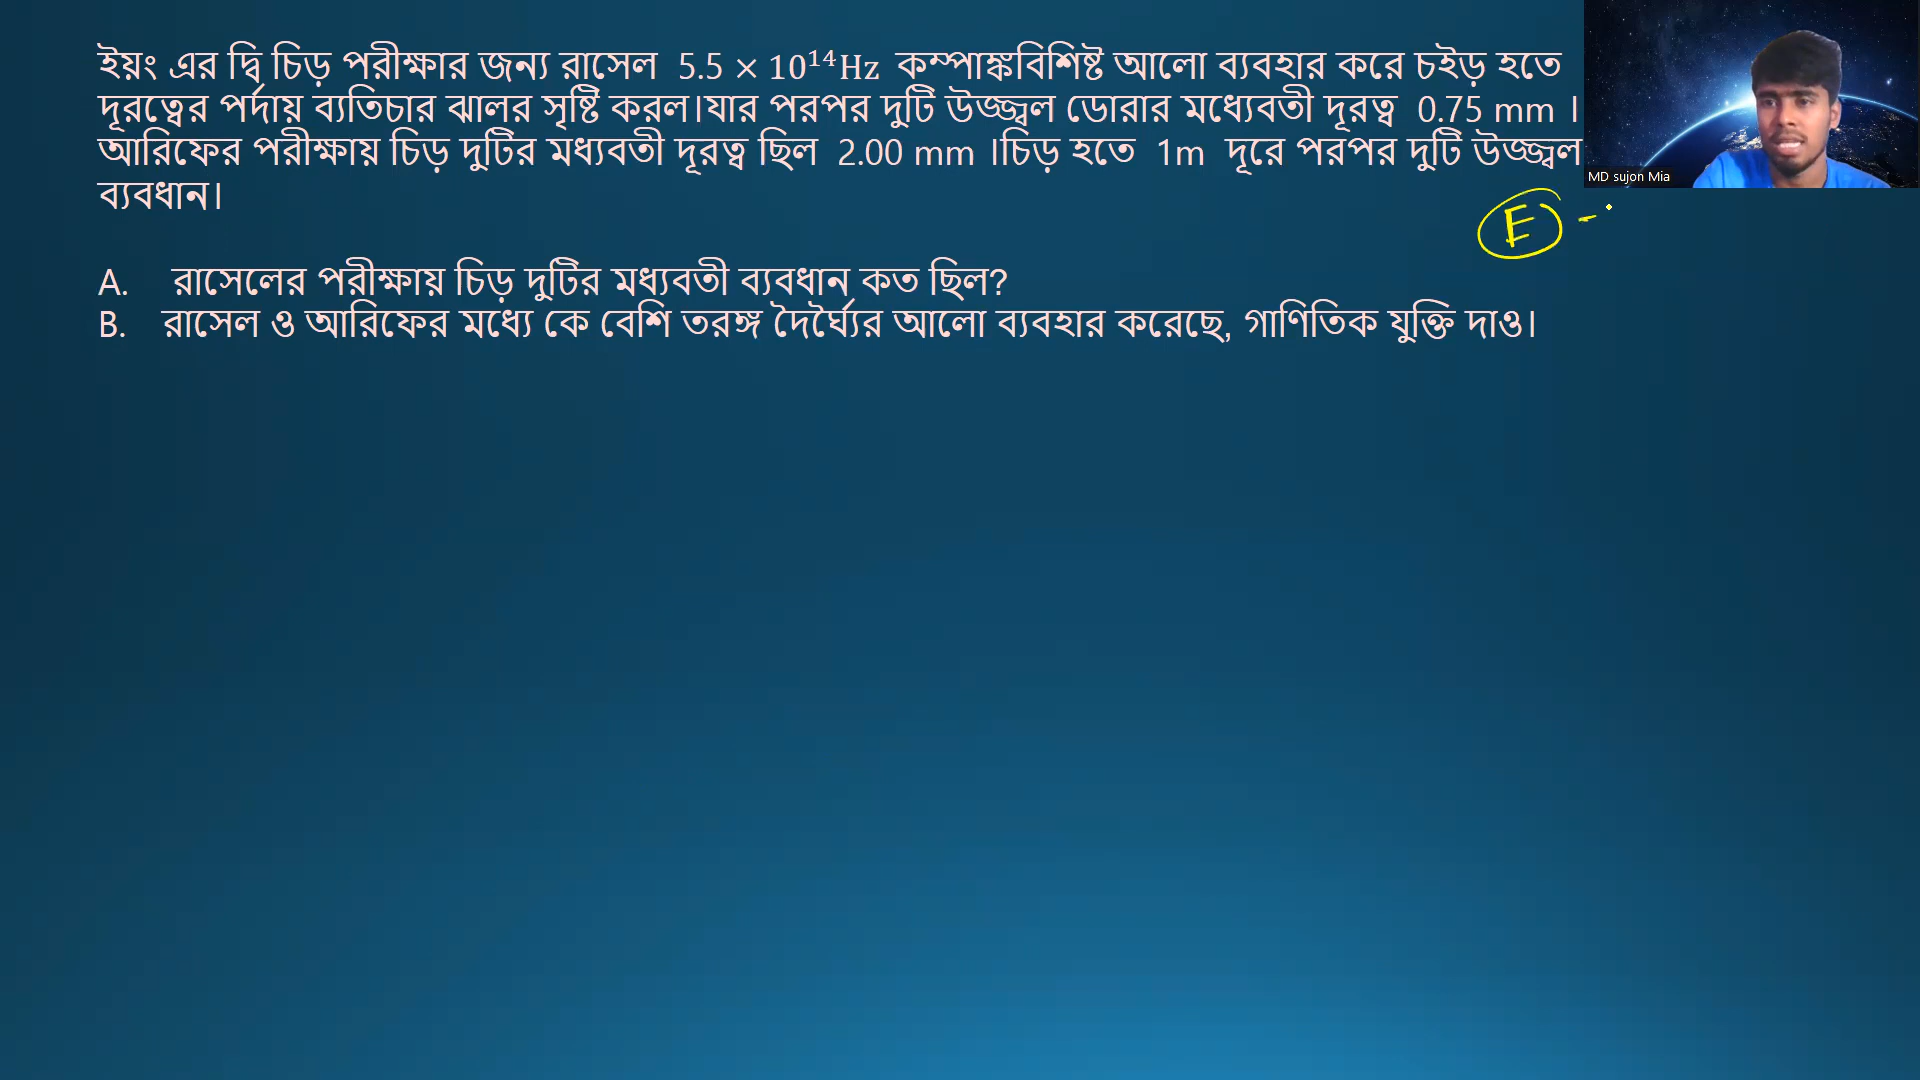 ইয়ং এর দ্বি চিড় পরীক্ষার জন্য রাসেল 5.5 × 10¹⁴Hz কম্পাঙ্কবিশিষ্ট আলো ব্যবহার করে চইড় হতে
দূরত্বের পর্দায় ব্যতিচার ঝালর সৃষ্টি করল।যার পরপর দুটি উজ্জ্বল ডোরার মধ্যেবতী দূরত্ব 0.75 mm ।
আরিফের পরীক্ষায় চিড় দুটির মধ্যবতী দূরত্ব ছিল 2.00 mm ।চিড় হতে 1m দূরে পরপর দুটি উজ্জ্বল
ব্যবধান।
MD sujon Mia
E -
A. রাসেলের পরীক্ষায় চিড় দুটির মধ্যবতী ব্যবধান কত ছিল?
B. রাসেল ও আরিফের মধ্যে কে বেশি তরঙ্গ দৈর্ঘ্যের আলো ব্যবহার করেছে, গাণিতিক যুক্তি দাও।